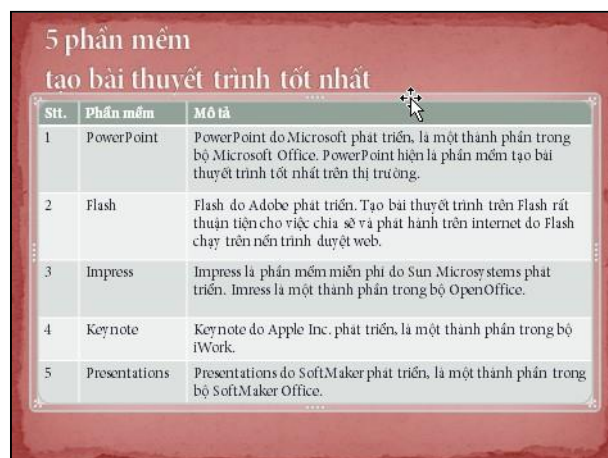 5 phần mềm
tạo bài thuyết trình tốt nhất
Stt. Phần mềm Mô tả
1 PowerPoint PowerPoint do Microsoft phát triển, là một thành phần trong
bộ Microsoft Office. PowerPoint hiện là phần mềm tạo bài
thuyết trình tốt nhất trên thị trường.
2 Flash Flash do Adobe phát triển. Tạo bài thuyết trình trên Flash rất
thuận tiện cho việc chia sẽ và phát hành trên internet do Flash
chạy trên nền trình duyệt web.
3 Impress Impress là phần mềm miễn phí do Sun Microsystems phát
triển. Imress là một thành phần trong bộ OpenOffice.
4 Keynote Keynote do Apple Inc. phát triển, là một thành phần trong bộ
iWork.
5 Presentations Presentations do SoftMaker phát triển, là một thành phần trong
bộ SoftMaker Office.